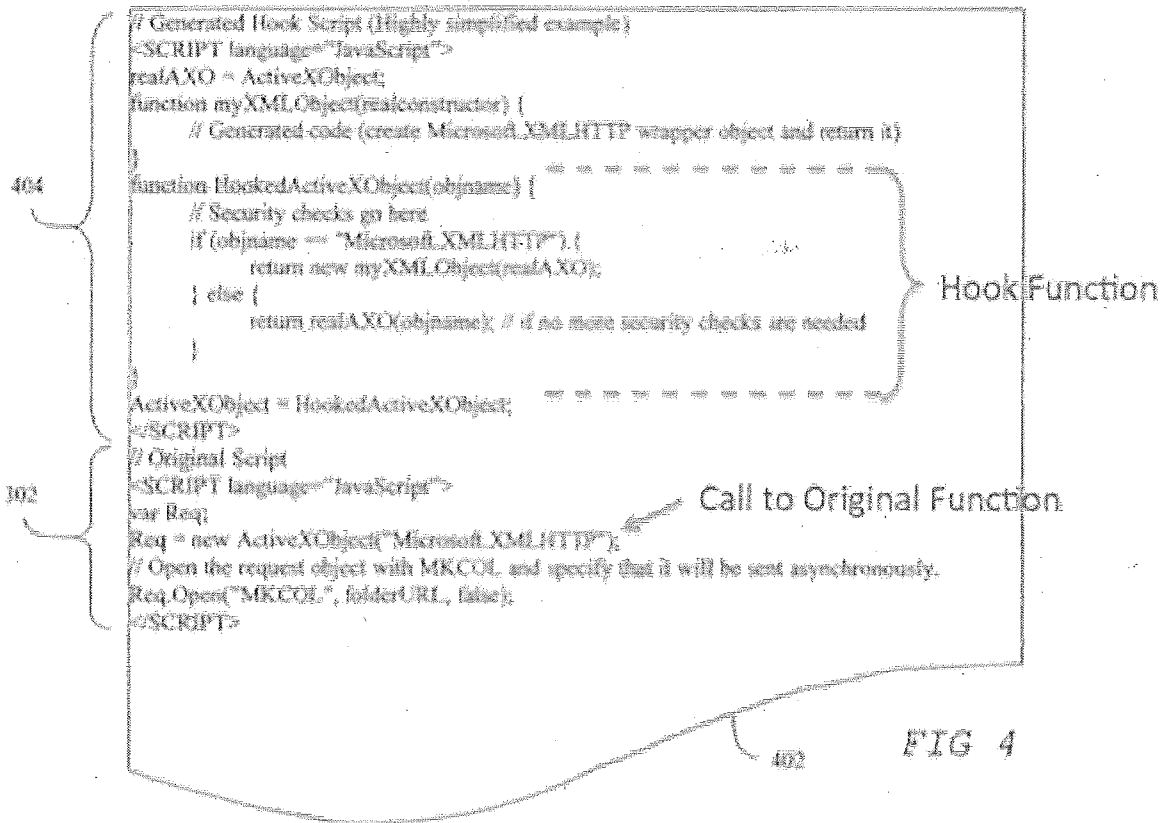 // Generated Hook Script (Highly simplified example)
<SCRIPT language="JavaScript">
realAXO = ActiveXObject;
function myXMLObject(realconstructor) {
// Generated code (create Microsoft.XMLHTTP wrapper object and return it)
}
404
function HookedActiveXObject(objname) {
// Security checks go here
if (objname == "Microsoft.XMLHTTP") {
return new myXMLObject(realAXO);
Hook Function
} else {
return realAXO(objname); // if no more security checks are needed
}
}
ActiveXObject = HookedActiveXObject;
</SCRIPT>
// Original Script
302
<SCRIPT language="JavaScript">
Call to Original Function
var Req;
Req = new ActiveXObject("Microsoft.XMLHTTP");
// Open the request object with MKCOL and specify that it will be sent asynchronously.
Req.Open("MKCOL", folderURL, false);
</SCRIPT>
402
FIG 4